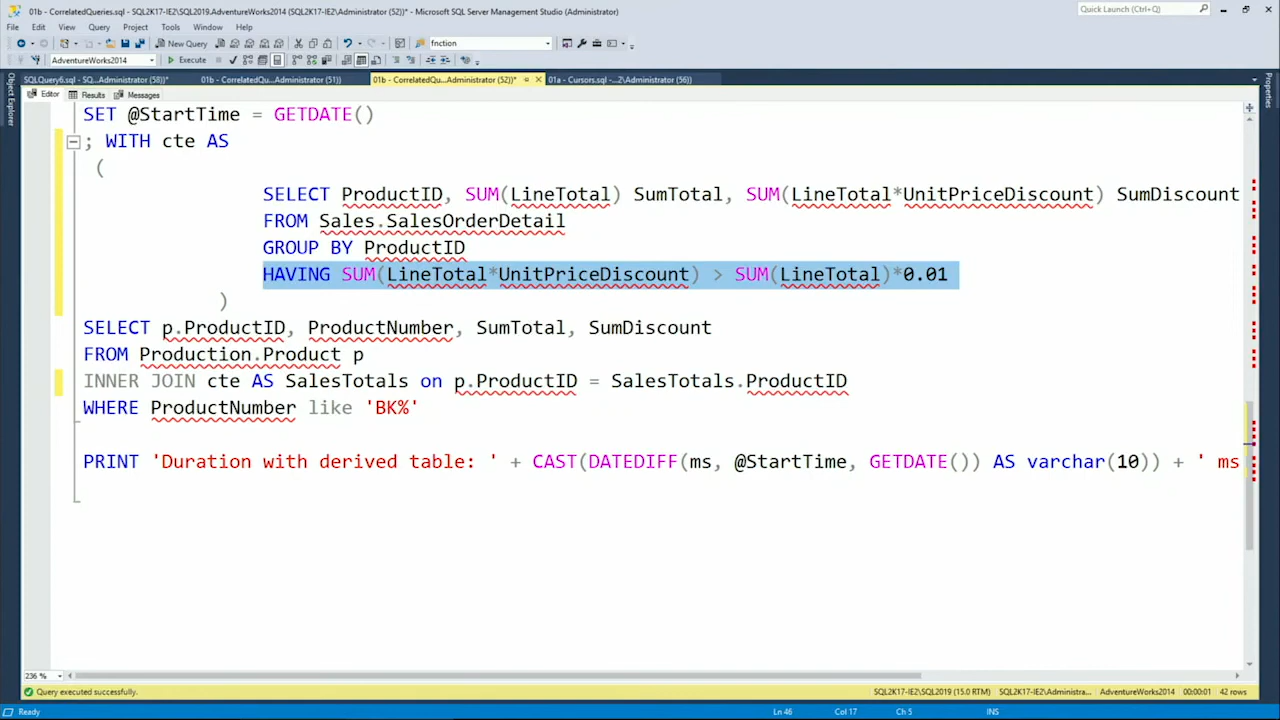 01b - CorrelatedQueries.sql - SQL2K17-IE2\SQL2019.AdventureWorks2014 (SQL2K17-IE2\Administrator (52))* - Microsoft SQL Server Management Studio (Administrator)
Quick Launch (Ctrl+Q)
File Edit View Query Project Tools Window Help
New Query
fnction
AdventureWorks2014
Execute
SQLQuery6.sql - SQ...Administrator (58))*
01b - CorrelatedQu...Administrator (51))
01b - CorrelatedQu...Administrator (52))*
01a - Cursors.sql -...2\Administrator (56))
Object Explorer
Properties
Editor Results Messages
SET @StartTime = GETDATE()
; WITH cte AS
(
SELECT ProductID, SUM(LineTotal) SumTotal, SUM(LineTotal*UnitPriceDiscount) SumDiscount
FROM Sales.SalesOrderDetail
GROUP BY ProductID
HAVING SUM(LineTotal*UnitPriceDiscount) > SUM(LineTotal)*0.01
)
SELECT p.ProductID, ProductNumber, SumTotal, SumDiscount
FROM Production.Product p
INNER JOIN cte AS SalesTotals on p.ProductID = SalesTotals.ProductID
WHERE ProductNumber like 'BK%'
PRINT 'Duration with derived table: ' + CAST(DATEDIFF(ms, @StartTime, GETDATE()) AS varchar(10)) + ' ms
236 %
Query executed successfully.
SQL2K17-IE2\SQL2019 (15.0 RTM) SQL2K17-IE2\Administra... AdventureWorks2014 00:00:01 42 rows
Ready Ln 46 Col 17 Ch 5 INS